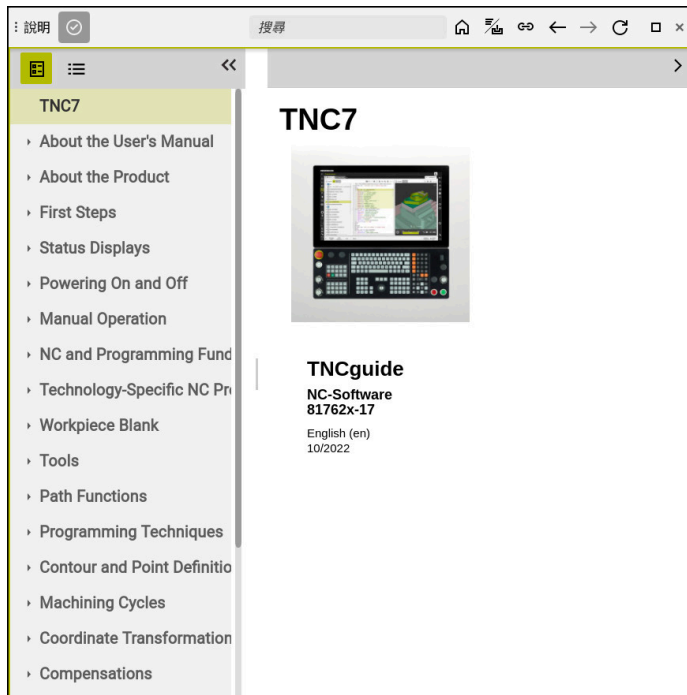 說明
搜尋
TNC7
About the User's Manual
About the Product
First Steps
Status Displays
Powering On and Off
Manual Operation
NC and Programming Fund
Technology-Specific NC Pr
Workpiece Blank
Tools
Path Functions
Programming Techniques
Contour and Point Definitio
Machining Cycles
Coordinate Transformation
Compensations
TNC7
TNCguide
NC-Software
81762x-17
English (en)
10/2022